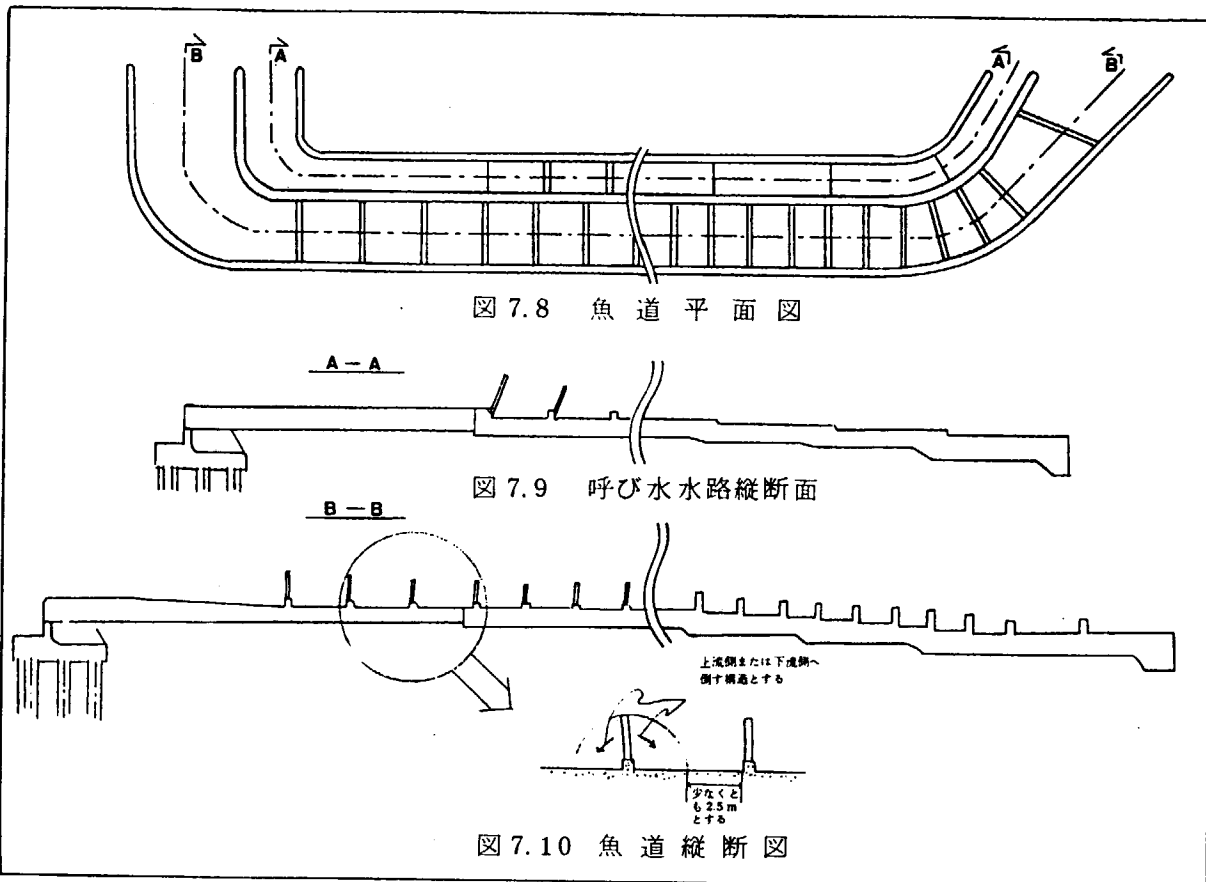 B A A B
図 7.8 魚道平面図
A－A
図 7.9 呼び水水路縦断面
B－B
上流側または下流側へ
倒す構造とする
少なくと
も2.5m
とする
図 7.10 魚道縦断図